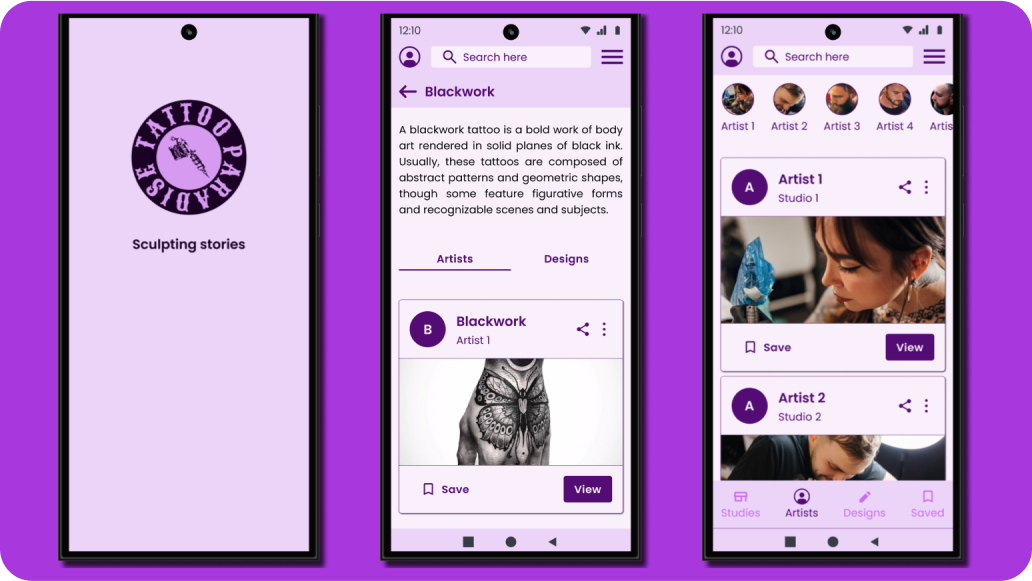 TATTOO PARADISE
Sculpting stories
12:10
Search here
Blackwork
A blackwork tattoo is a bold work of body
art rendered in solid planes of black ink.
Usually, these tattoos are composed of
abstract patterns and geometric shapes,
though some feature figurative forms
and recognizable scenes and subjects.
Artists Designs
B
Blackwork
Artist 1
Save View
12:10
Search here
Artist 1 Artist 2 Artist 3 Artist 4 Artis
A
Artist 1
Studio 1
Save View
A
Artist 2
Studio 2
Studies Artists Designs Saved